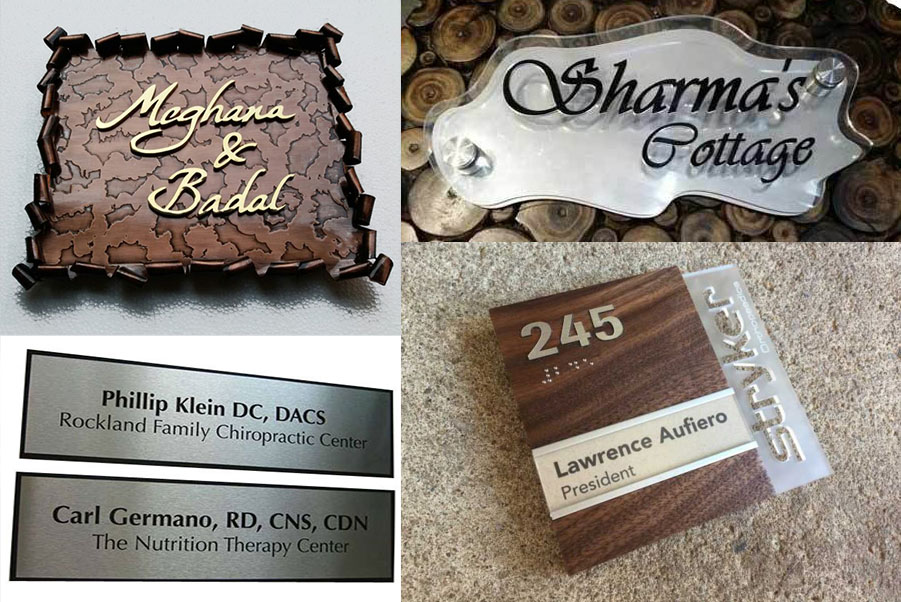 Meghana
&
Badal
Sharma's
Cottage
Phillip Klein DC, DACS
Rockland Family Chiropractic Center
Carl Germano, RD, CNS, CDN
The Nutrition Therapy Center
245
Lawrence Aufiero
President
stryker